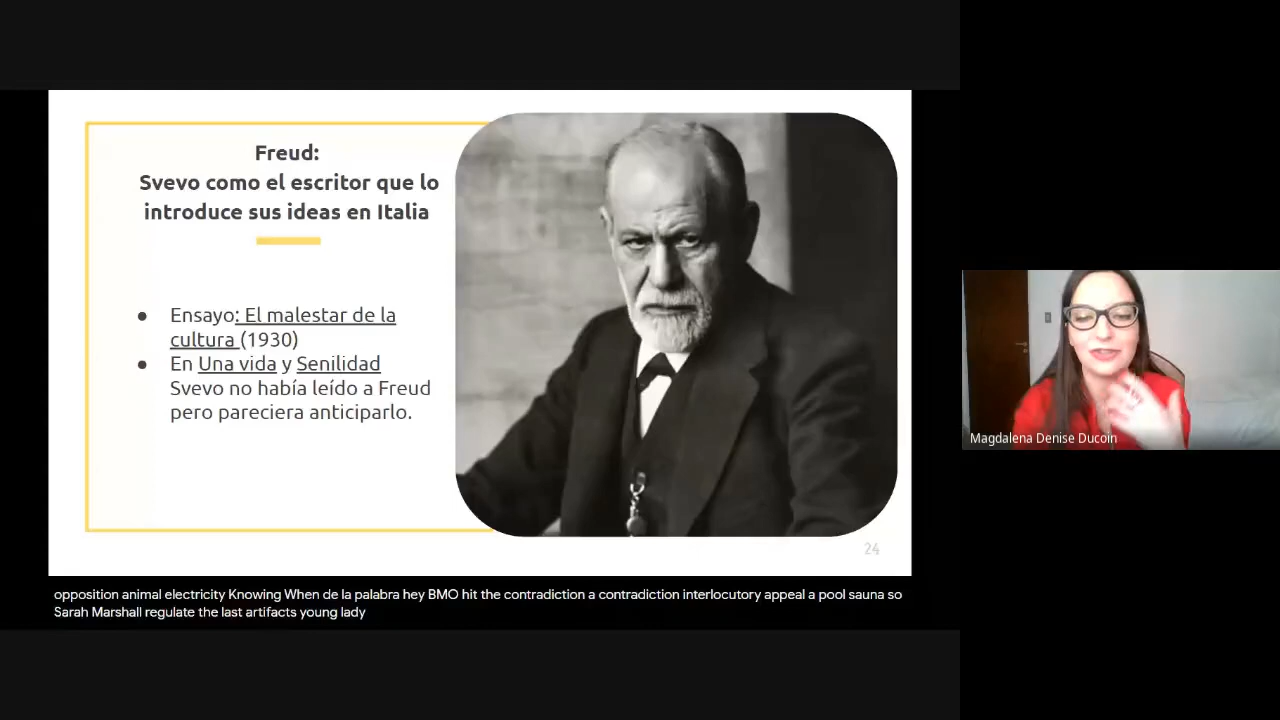 Freud:
Svevo como el escritor que lo
introduce sus ideas en Italia
● Ensayo: El malestar de la
cultura (1930)
● En Una vida y Senilidad
Svevo no había leído a Freud
pero pareciera anticiparlo.
24
opposition animal electricity Knowing When de la palabra hey BMO hit the contradiction a contradiction interlocutory appeal a pool sauna so
Sarah Marshall regulate the last artifacts young lady
Magdalena Denise Ducoin